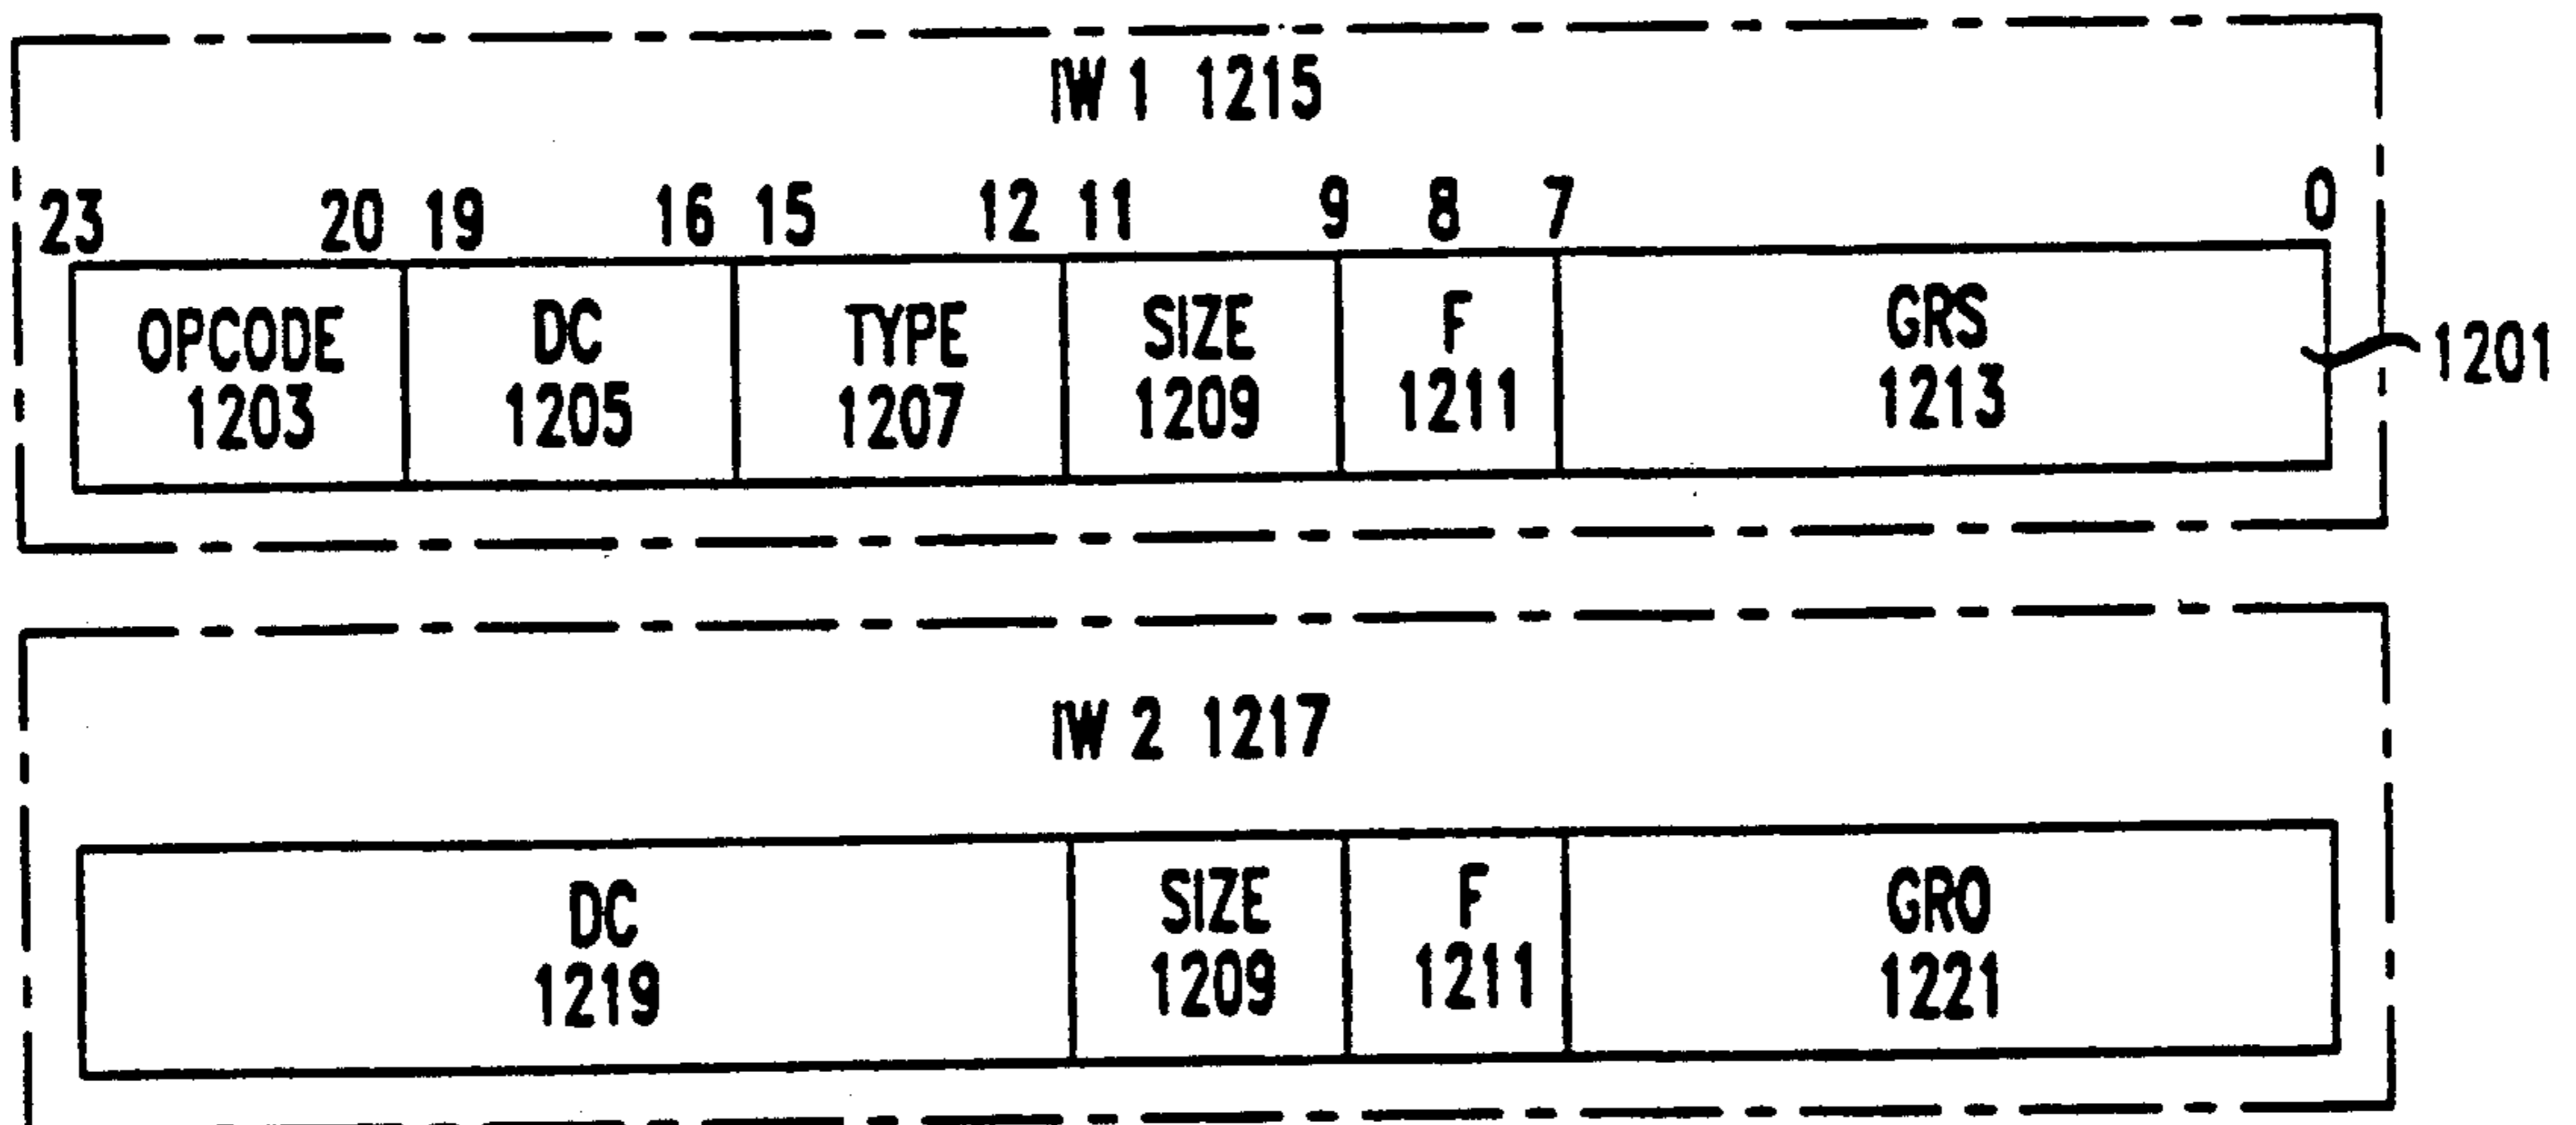 IW 1 1215
23 20 19 16 15 12 11 9 8 7 0
OPCODE DC TYPE SIZE F GRS
1203 1205 1207 1209 1211 1213
1201
IW 2 1217
DC SIZE F GRO
1219 1209 1211 1221